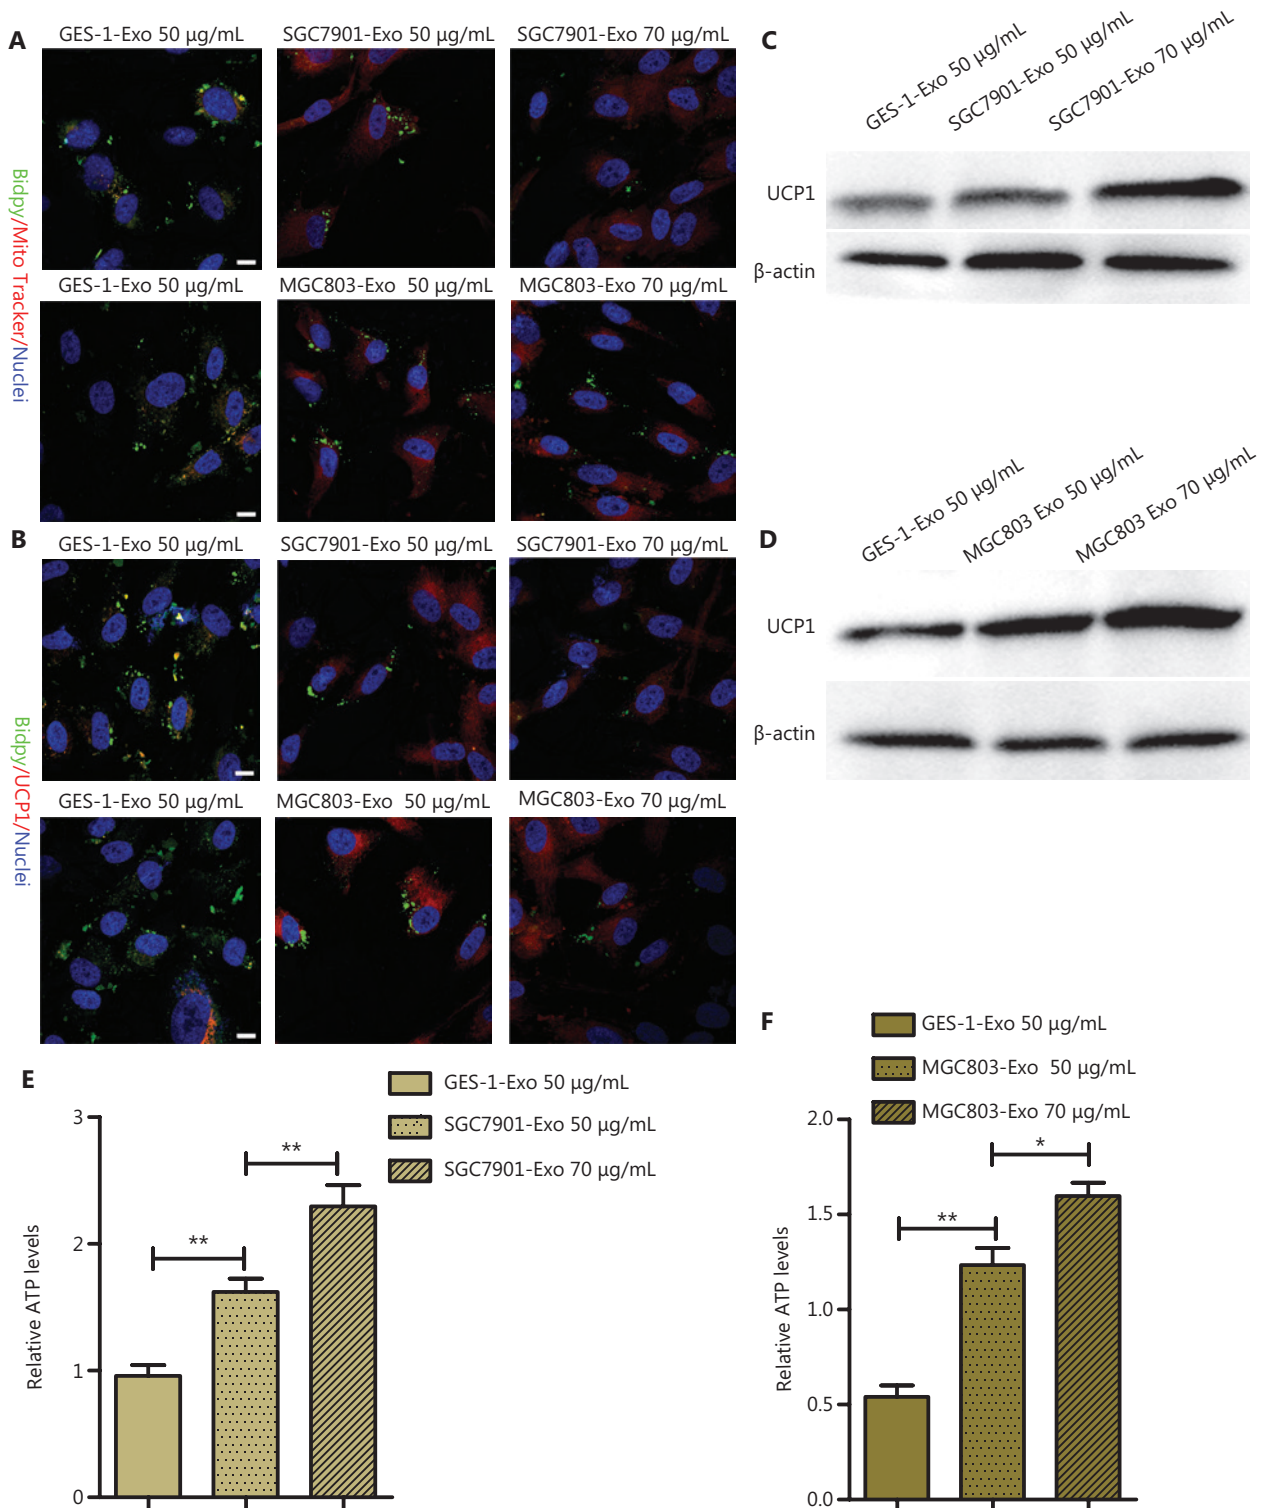 A
GES-1-Exo 50 µg/mL
SGC7901-Exo 50 µg/mL
SGC7901-Exo 70 µg/mL
Bidpy/Mito Tracker/Nuclei
GES-1-Exo 50 µg/mL
MGC803-Exo 50 µg/mL
MGC803-Exo 70 µg/mL
B
GES-1-Exo 50 µg/mL
SGC7901-Exo 50 µg/mL
SGC7901-Exo 70 µg/mL
Bidpy/UCP1/Nuclei
GES-1-Exo 50 µg/mL
MGC803-Exo 50 µg/mL
MGC803-Exo 70 µg/mL
C
GES-1-Exo 50 µg/mL
SGC7901-Exo 50 µg/mL
SGC7901-Exo 70 µg/mL
UCP1
β-actin
D
GES-1-Exo 50 µg/mL
MGC803 Exo 50 µg/mL
MGC803 Exo 70 µg/mL
UCP1
β-actin
E
GES-1-Exo 50 µg/mL
SGC7901-Exo 50 µg/mL
SGC7901-Exo 70 µg/mL
Relative ATP levels
3
2
1
0
**
**
F
GES-1-Exo 50 µg/mL
MGC803-Exo 50 µg/mL
MGC803-Exo 70 µg/mL
Relative ATP levels
2.0
1.5
1.0
0.5
0.0
**
*